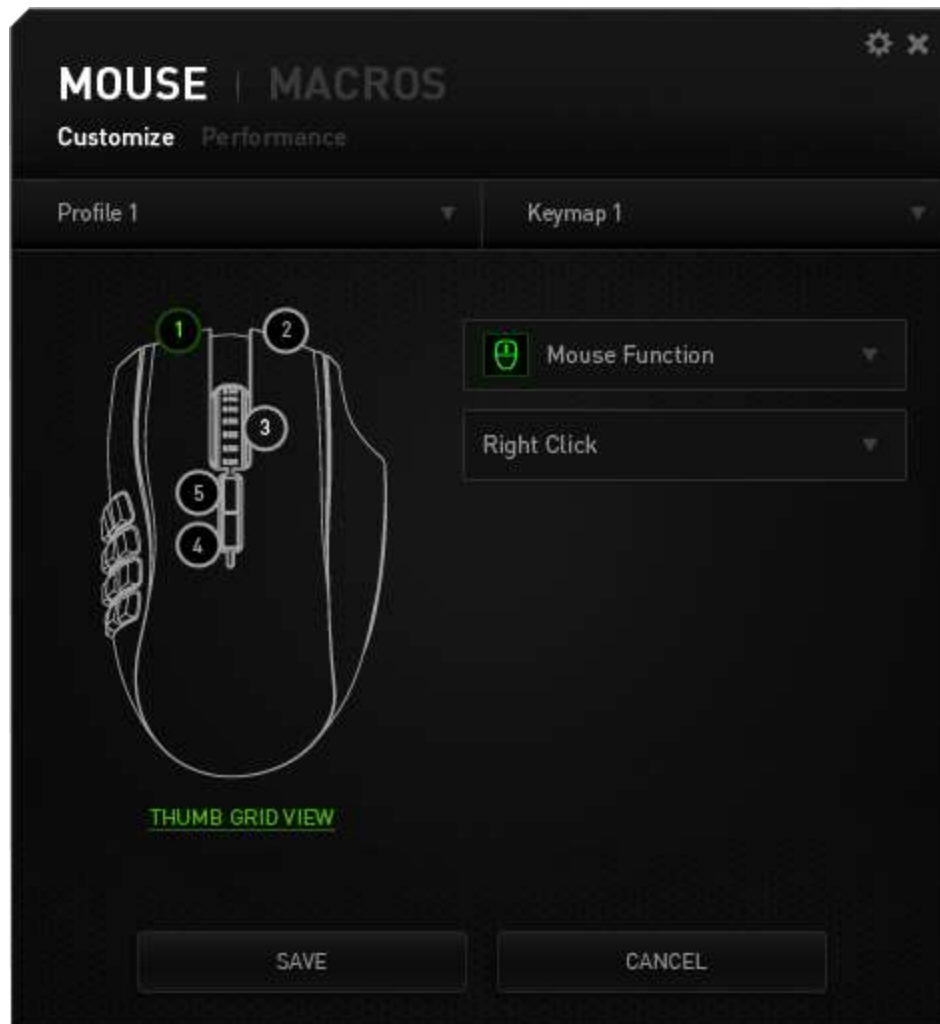 MOUSE | MACROS
Customize Performance
Profile 1 Keymap 1
1 2
Mouse Function
3
Right Click
5
4
THUMB GRID VIEW
SAVE CANCEL